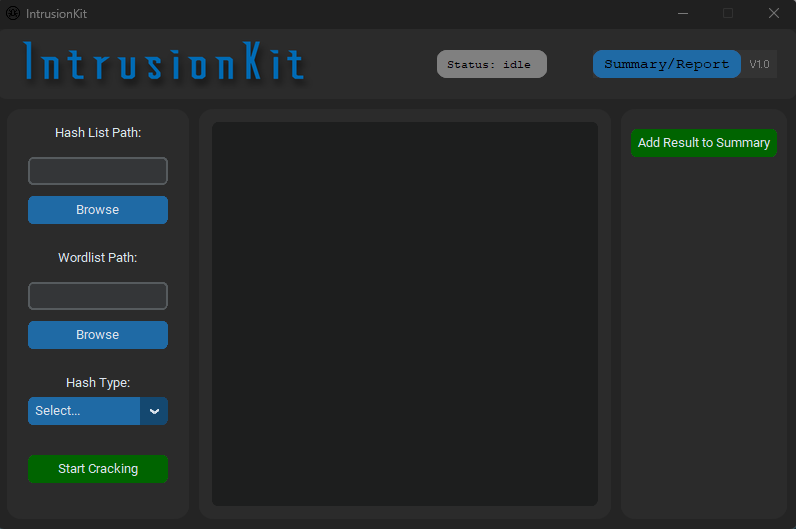 IntrusionKit
IntrusionKit
Status: idle
Summary/Report
V1.0
Hash List Path:
Browse
Wordlist Path:
Browse
Hash Type:
Select...
Start Cracking
Add Result to Summary